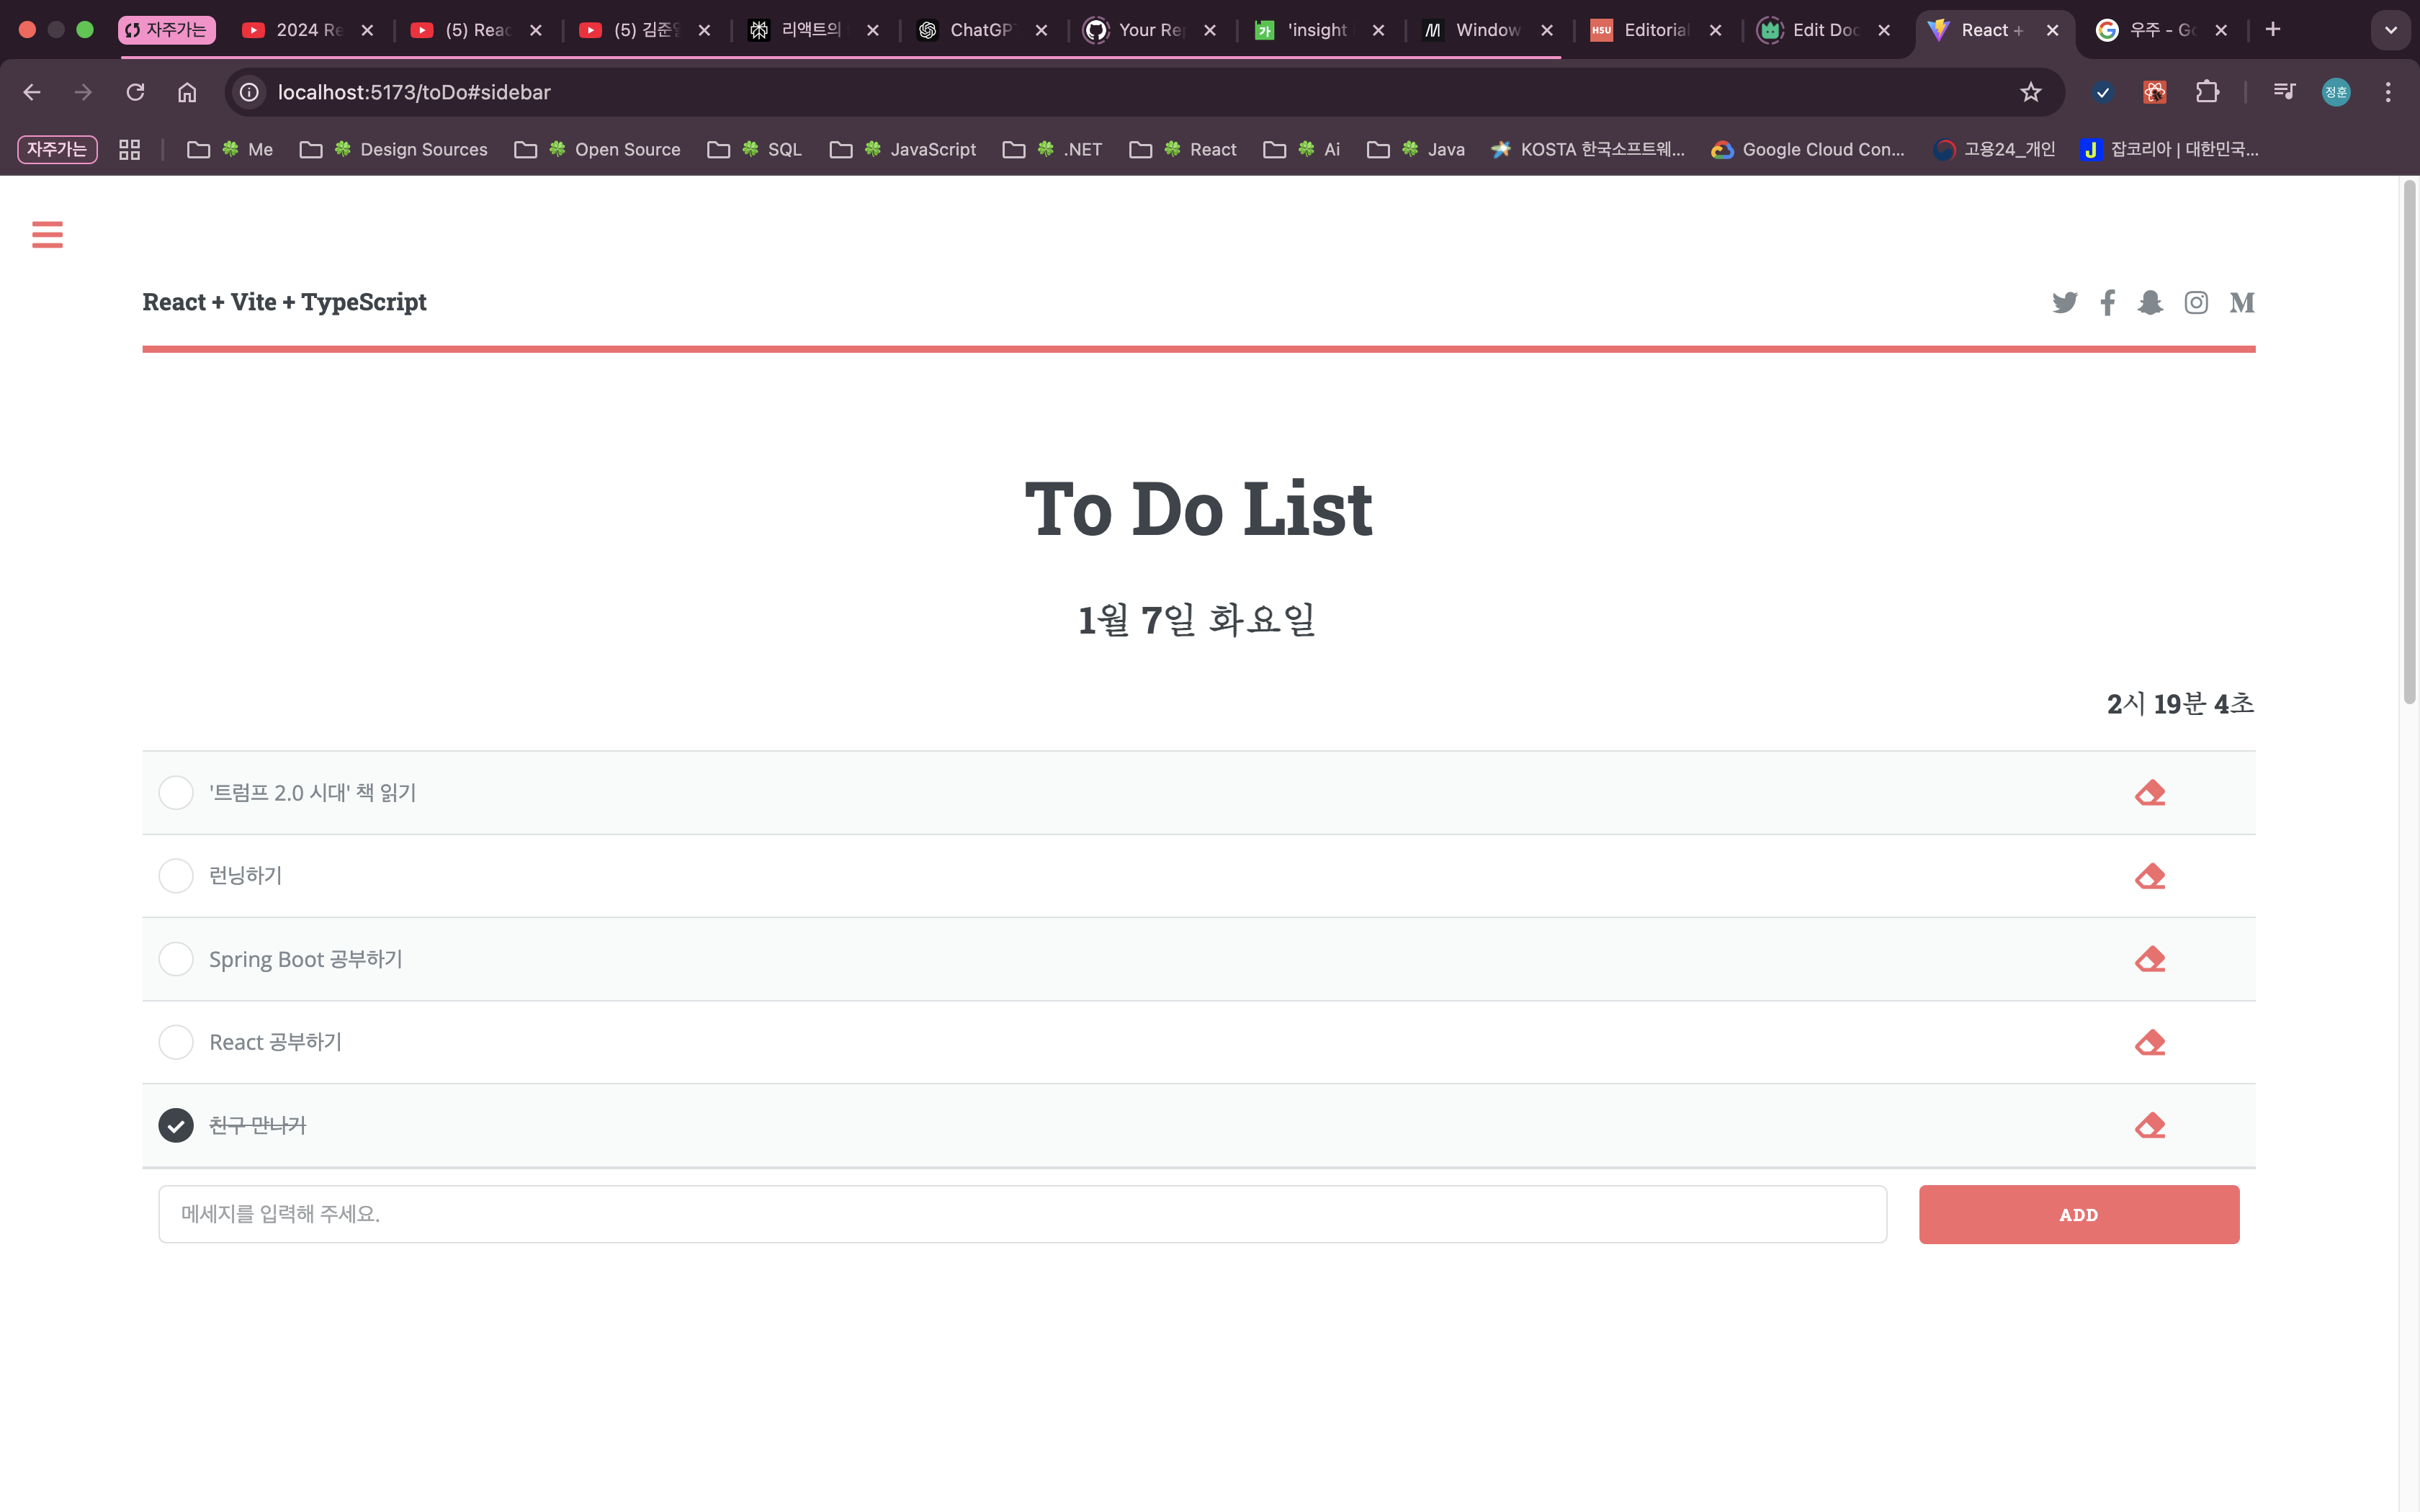 자주가는
2024 Re
(5) Reac
(5) 김준일
리액트의
ChatGPT
Your Rep
'insight
Window
Editorial
Edit Doc
React +
우주 - Go
localhost:5173/toDo#sidebar
정훈
자주가는
Me
Design Sources
Open Source
SQL
JavaScript
.NET
React
Ai
Java
KOSTA 한국소프트웨...
Google Cloud Con...
고용24_개인
잡코리아 | 대한민국...
React + Vite + TypeScript
To Do List
1월 7일 화요일
2시 19분 4초
'트럼프 2.0 시대' 책 읽기
런닝하기
Spring Boot 공부하기
React 공부하기
친구 만나기
메세지를 입력해 주세요.
ADD